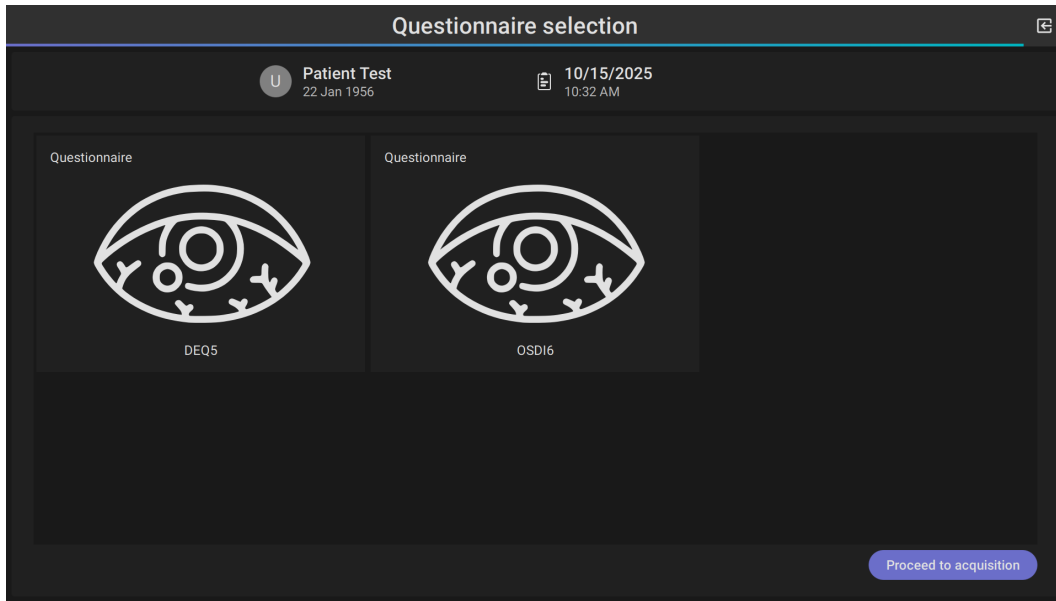 Questionnaire selection
U
Patient Test
22 Jan 1956
10/15/2025
10:32 AM
Questionnaire
DEQ5
Questionnaire
OSDI6
Proceed to acquisition